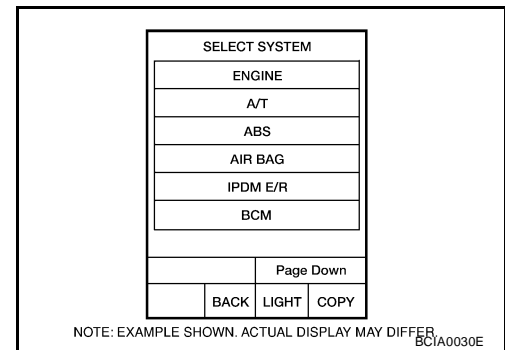 SELECT SYSTEM
ENGINE
A/T
ABS
AIR BAG
IPDM E/R
BCM
Page Down
BACK LIGHT COPY
NOTE: EXAMPLE SHOWN. ACTUAL DISPLAY MAY DIFFER.
BCIA0030E